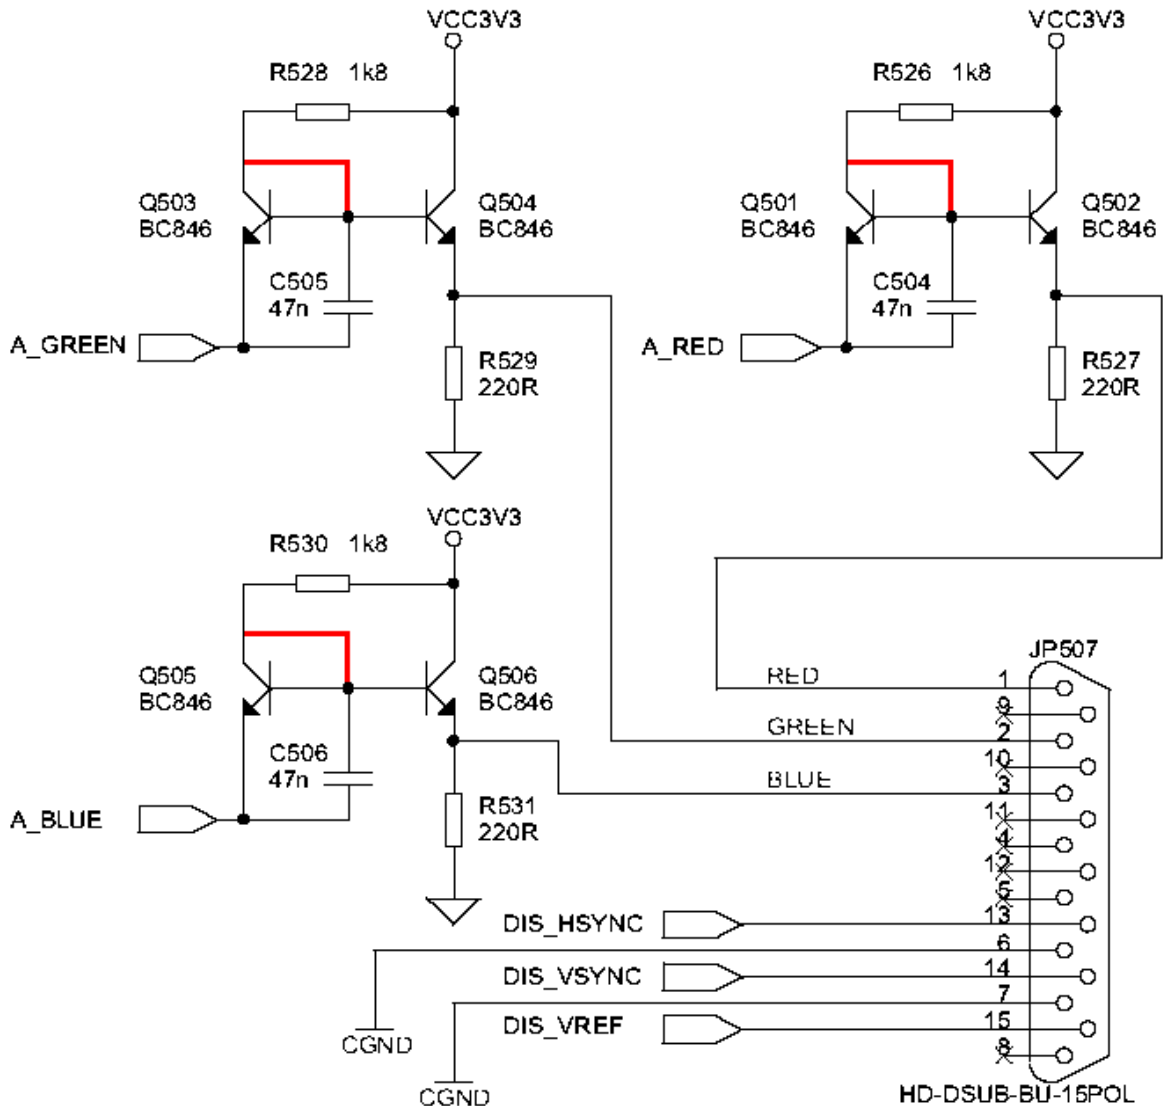 VCC3V3
R528 1k8
Q503
BC846
Q504
BC846
C505
47n
A_GREEN
R529
220R
VCC3V3
R526 1k8
Q501
BC846
Q502
BC846
C504
47n
A_RED
R527
220R
VCC3V3
R530 1k8
Q505
BC846
Q506
BC846
C506
47n
A_BLUE
R531
220R
JP507
RED
1
9
GREEN
2
10
BLUE
3
11
4
12
5
DIS_HSYNC
13
6
DIS_VSYNC
14
7
DIS_VREF
15
8
CGND
CGND
HD-DSUB-BU-15POL